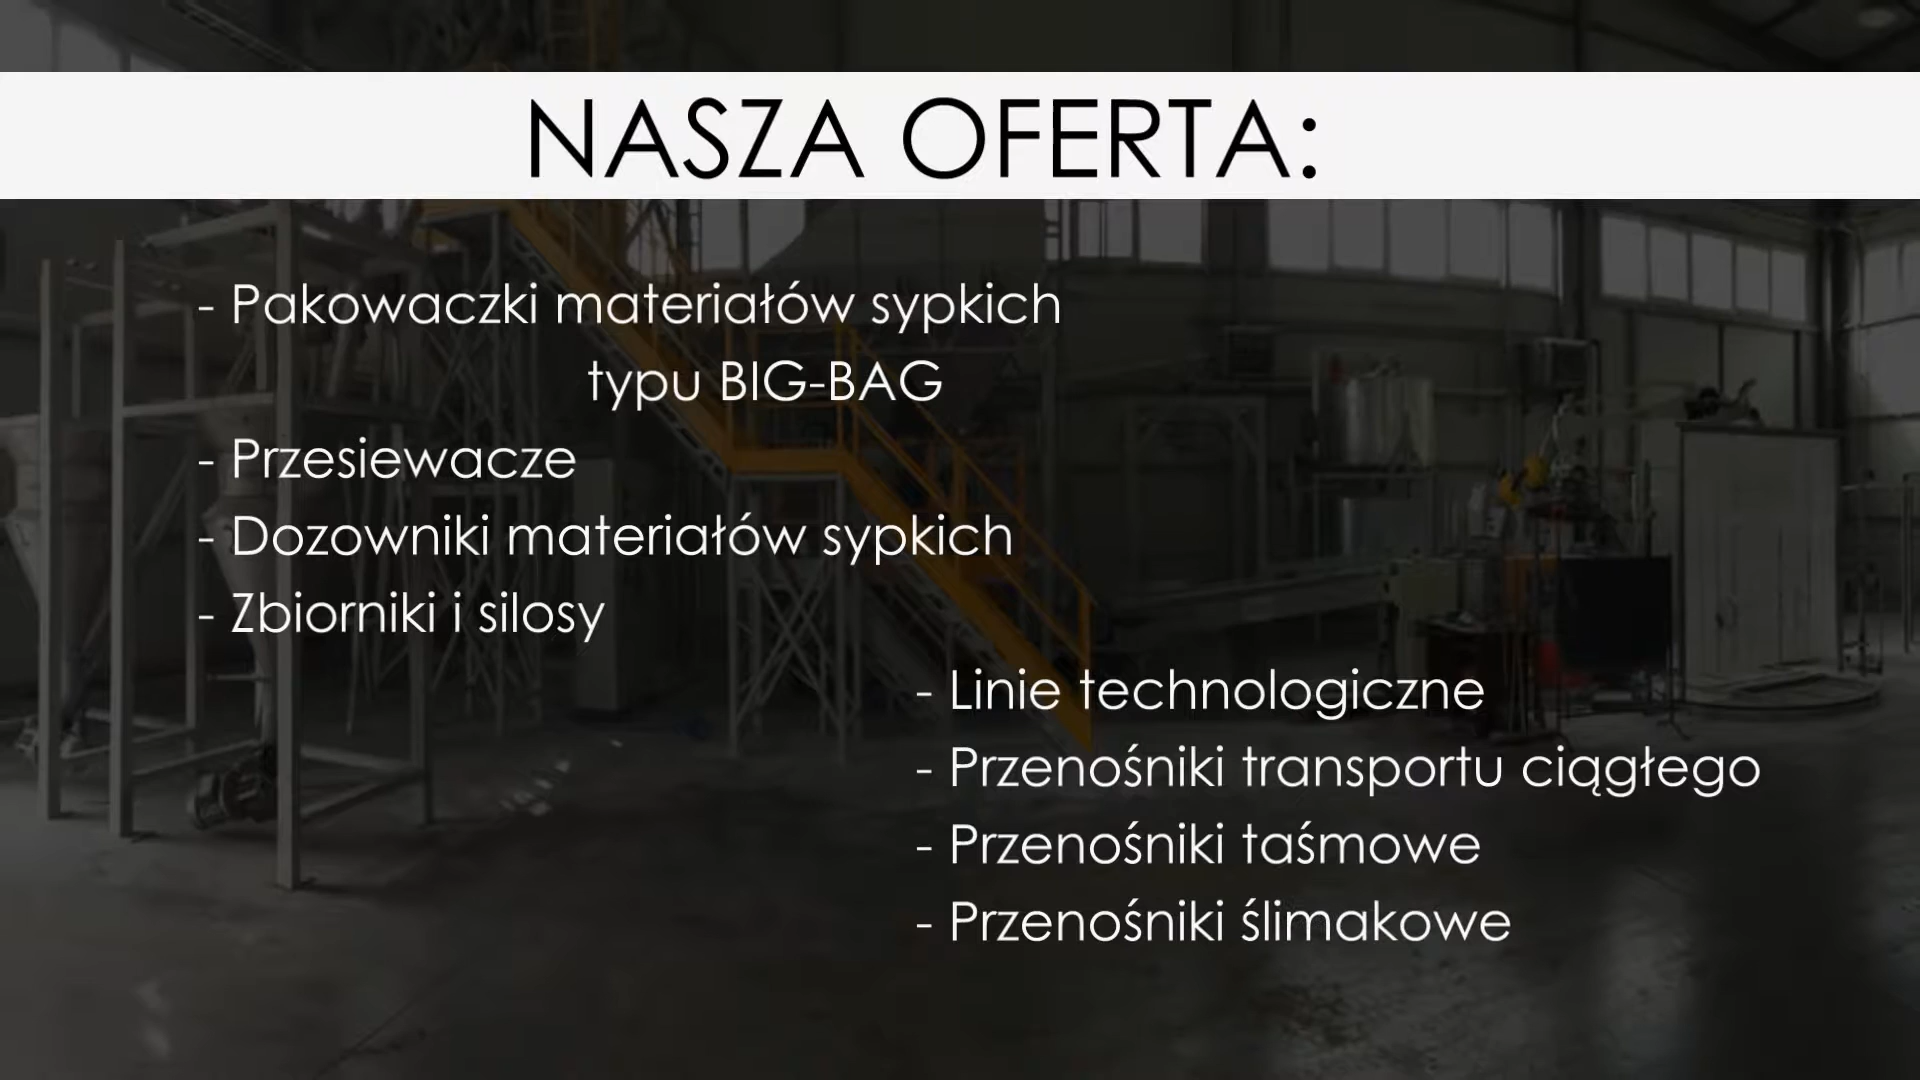 NASZA OFERTA:
- Pakowaczki materiałów sypkich
typu BIG-BAG
- Przesiewacze
- Dozowniki materiałów sypkich
- Zbiorniki i silosy
- Linie technologiczne
- Przenośniki transportu ciągłego
- Przenośniki taśmowe
- Przenośniki ślimakowe